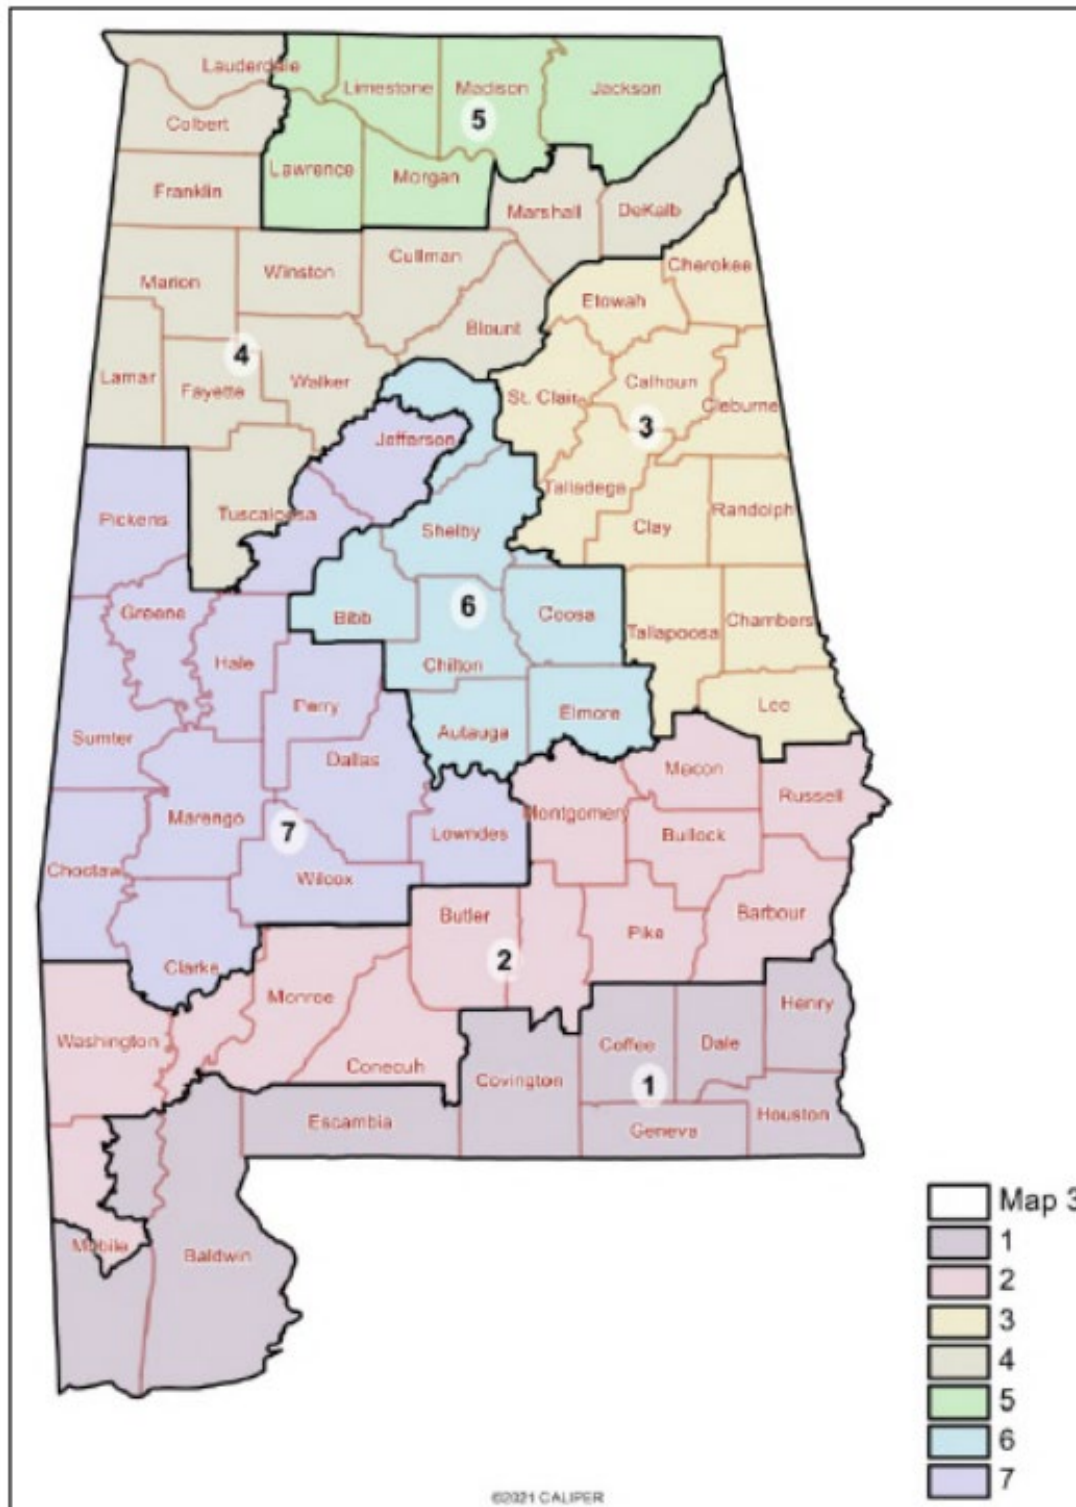 Lauderdale
Limestone
Madison
Jackson
Colbert
5
Lawrence
Morgan
Franklin
Marshall
DeKalb
Cullman
Winston
Cherokee
Marion
Etowah
Blount
4
Lamar
Fayette
Walker
St. Clair
Calhoun
Cleburne
3
Jefferson
Talladega
Pickens
Tuscaloosa
Shelby
Clay
Randolph
Greene
Bibb
6
Coosa
Tallapoosa
Chambers
Hale
Chilton
Perry
Elmore
Lee
Sumter
Autauga
Dallas
Macon
Russell
Marengo
7
Lowndes
Montgomery
Bullock
Choctaw
Wilcox
Butler
Barbour
Pike
Clarke
2
Monroe
Henry
Washington
Coffee
Dale
Conecuh
Covington
1
Escambia
Geneva
Houston
Mobile
Baldwin
Map 3
1
2
3
4
5
6
7
©2021 CALIPER